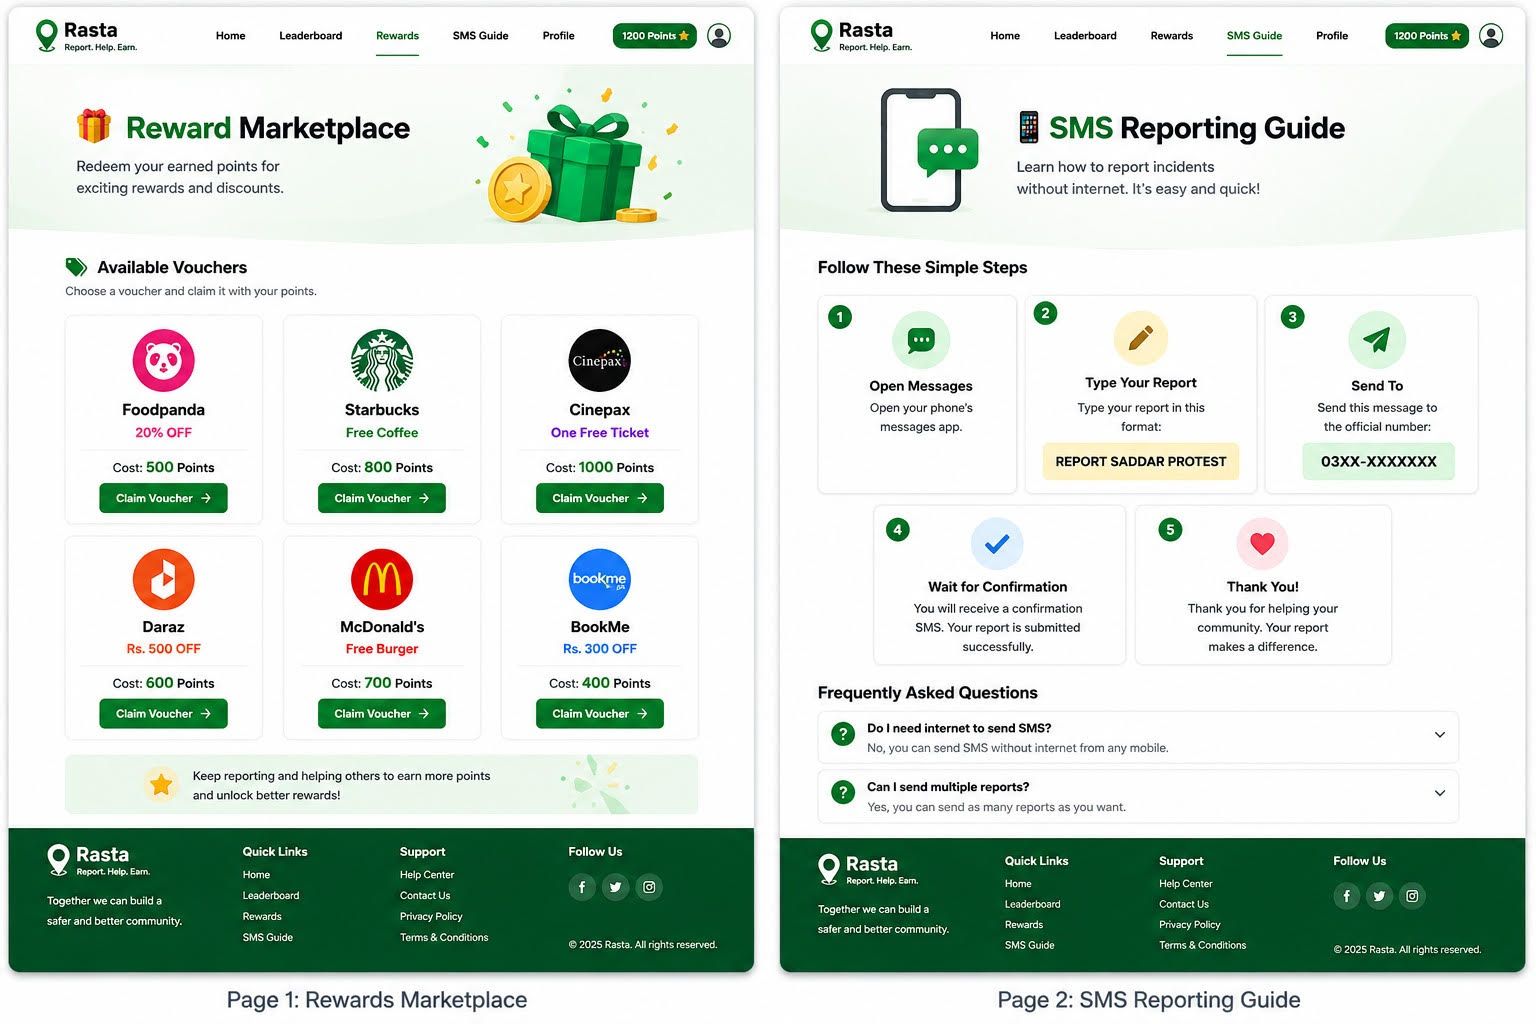 Rasta
Report. Help. Earn.
Home
Leaderboard
Rewards
SMS Guide
Profile
1200 Points
Reward Marketplace
Redeem your earned points for
exciting rewards and discounts.
Available Vouchers
Choose a voucher and claim it with your points.
Foodpanda
20% OFF
Cost: 500 Points
Claim Voucher
Starbucks
Free Coffee
Cost: 800 Points
Claim Voucher
Cinepax
Cinepax
One Free Ticket
Cost: 1000 Points
Claim Voucher
Daraz
Rs. 500 OFF
Cost: 600 Points
Claim Voucher
McDonald's
Free Burger
Cost: 700 Points
Claim Voucher
bookme
BookMe
Rs. 300 OFF
Cost: 400 Points
Claim Voucher
Keep reporting and helping others to earn more points
and unlock better rewards!
Rasta
Report. Help. Earn.
Together we can build a
safer and better community.
Quick Links
Home
Leaderboard
Rewards
SMS Guide
Support
Help Center
Contact Us
Privacy Policy
Terms & Conditions
Follow Us
© 2025 Rasta. All rights reserved.
Page 1: Rewards Marketplace
Rasta
Report. Help. Earn.
Home
Leaderboard
Rewards
SMS Guide
Profile
1200 Points
SMS Reporting Guide
Learn how to report incidents
without internet. It's easy and quick!
Follow These Simple Steps
1
Open Messages
Open your phone's
messages app.
2
Type Your Report
Type your report in this
format:
REPORT SADDAR PROTEST
3
Send To
Send this message to
the official number:
03XX-XXXXXXX
4
Wait for Confirmation
You will receive a confirmation
SMS. Your report is submitted
successfully.
5
Thank You!
Thank you for helping your
community. Your report
makes a difference.
Frequently Asked Questions
?
Do I need internet to send SMS?
No, you can send SMS without internet from any mobile.
?
Can I send multiple reports?
Yes, you can send as many reports as you want.
Rasta
Report. Help. Earn.
Together we can build a
safer and better community.
Quick Links
Home
Leaderboard
Rewards
SMS Guide
Support
Help Center
Contact Us
Privacy Policy
Terms & Conditions
Follow Us
© 2025 Rasta. All rights reserved.
Page 2: SMS Reporting Guide